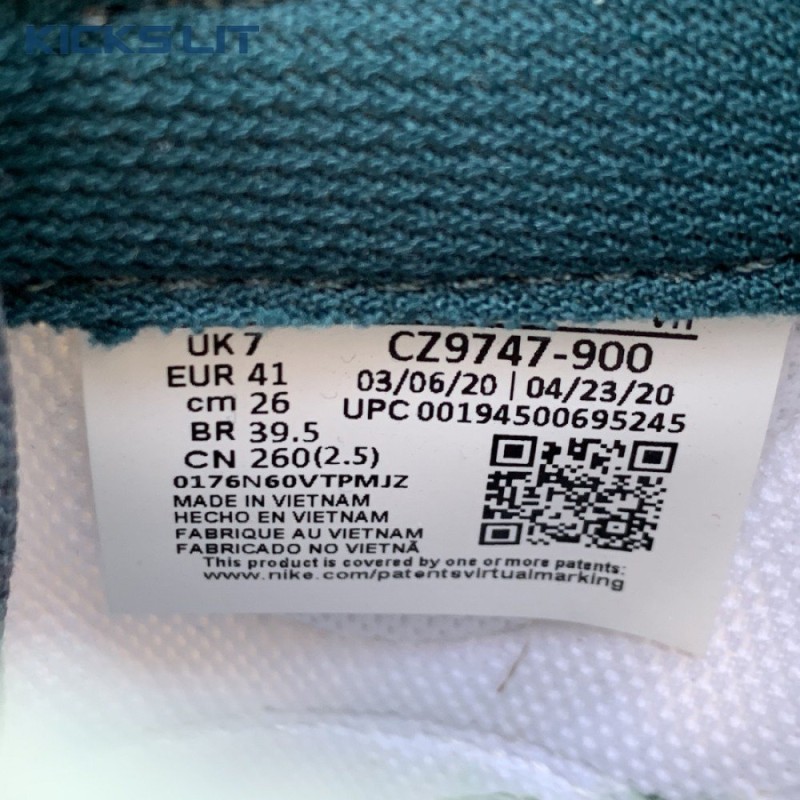 KICKSLIT
UK 7
EUR 41
cm 26
BR 39.5
CN 260(2.5)
0176N60VTPMJZ
MADE IN VIETNAM
HECHO EN VIETNAM
FABRIQUE AU VIETNAM
FABRICADO NO VIETNÃ
This product is covered by one or more patents:
www.nike.com/patentsvirtualmarking
CZ9747-900
03/06/20 | 04/23/20
UPC 00194500695245